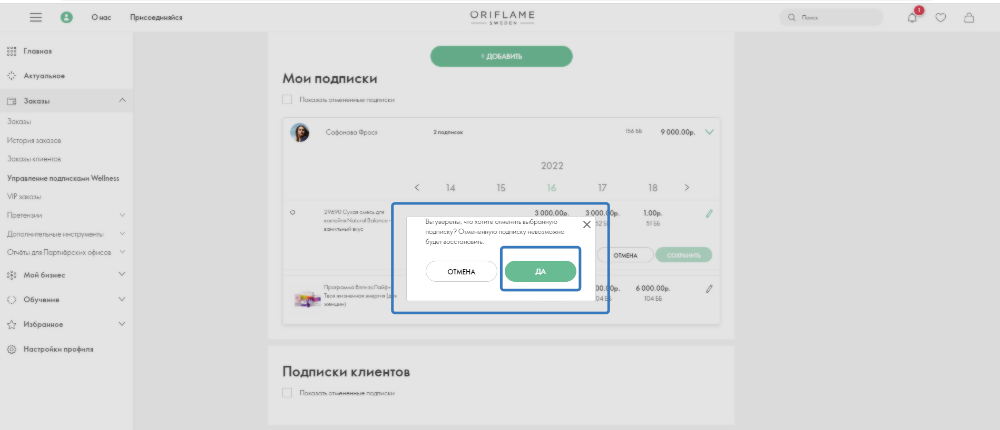 О нас
Присоединяйся
ORIFLAME
SWEDEN
Поиск
1
Главная
Актуальное
Заказы
Заказы
История заказов
Заказы клиентов
Управление подписками Wellness
VIP заказы
Претензии
Дополнительные инструменты
Отчёты для Партнёрских офисов
Мой бизнес
Обучение
Избранное
Настройки профиля
+ ДОБАВИТЬ
Мои подписки
Показать отмененные подписки
Сафонова Фрося 2 подписок 156 ББ 9 000,00р.
2022
< 14 15 16 17 18 >
29690 Сухая смесь для
коктейля Natural Balance -
ванильный вкус
3 000,00р. 3 000,00р. 1,00р.
52 ББ 51 ББ
ОТМЕНА СОХРАНИТЬ
Вы уверены, что хотите отменить выбранную
подписку? Отмененную подписку невозможно
будет восстановить.
ОТМЕНА ДА
Программа ВэлнэсЛайф+
Твоя жизненная энергия (для
женщин)
00,00р. 6 000,00р.
04 ББ 104 ББ
Подписки клиентов
Показать отмененные подписки